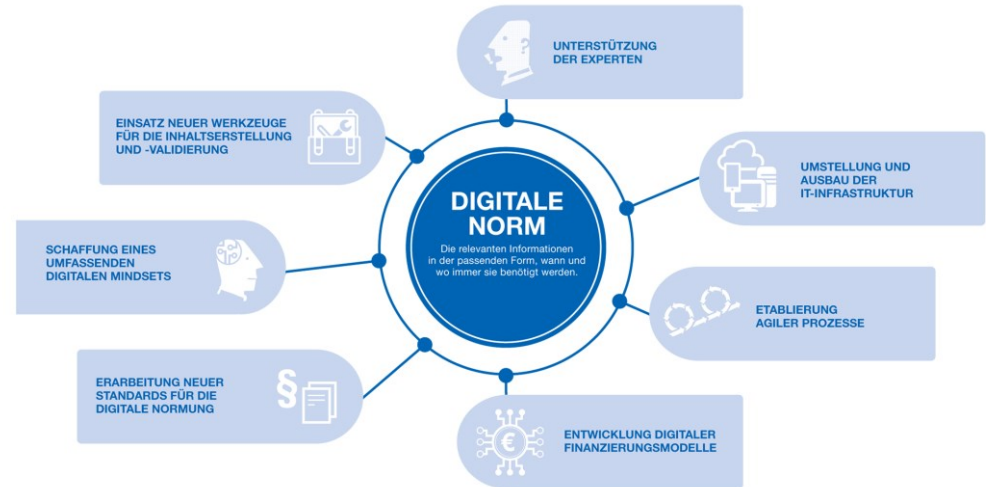 UNTERSTÜTZUNG
DER EXPERTEN
EINSATZ NEUER WERKZEUGE
FÜR DIE INHALTSERSTELLUNG
UND -VALIDIERUNG
UMSTELLUNG UND
AUSBAU DER
IT-INFRASTRUKTUR
DIGITALE
NORM
Die relevanten Informationen
in der passenden Form, wann und
wo immer sie benötigt werden.
SCHAFFUNG EINES
UMFASSENDEN
DIGITALEN MINDSETS
ETABLIERUNG
AGILER PROZESSE
ERARBEITUNG NEUER
STANDARDS FÜR DIE
DIGITALE NORMUNG
§
€
ENTWICKLUNG DIGITALER
FINANZIERUNGSMODELLE